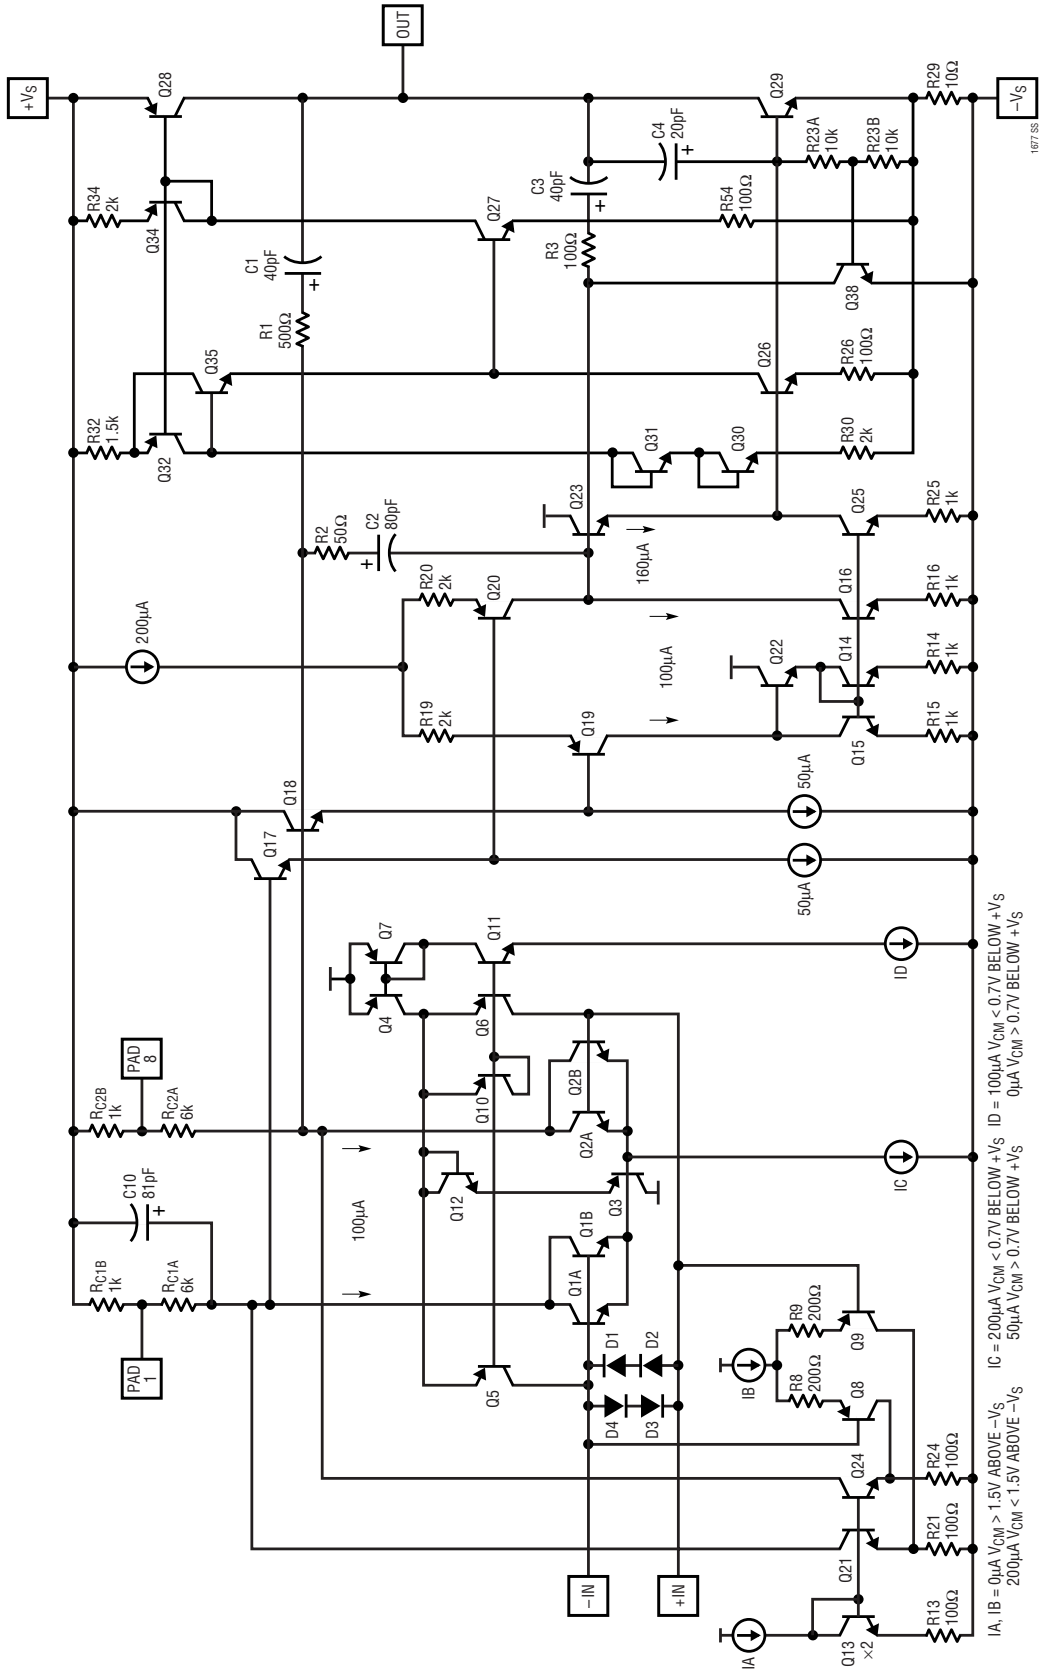 +VS
R34
2k
Q34
Q28
R32
1.5k
Q32
Q35
R1
500Ω
C1
40pF
OUT
Q27
C3
40pF
+
R3
100Ω
C4
20pF
+
R54
100Ω
Q29
R23A
10k
R23B
10k
R29
10Ω
–VS
1677 SS
Q38
Q26
R26
100Ω
Q31
Q30
R30
2k
+
200µA
R2
50Ω
C2
80pF
+
R20
2k
R19
2k
Q20
Q19
Q23
160µA
100µA
Q22
Q25
Q16
Q14
Q15
R25
1k
R16
1k
R14
1k
R15
1k
Q18
Q17
50µA
50µA
Q7
Q4
Q11
Q6
Q10
Q12
ID
RC2B
1k
PAD
8
RC2A
6k
C10
81pF
+
RC1B
1k
PAD
1
RC1A
6k
100µA
Q2B
Q2A
Q3
Q1B
Q1A
Q5
IC
D1
D2
D4
D3
IB
R9
200Ω
R8
200Ω
Q9
Q8
Q24
Q21
R24
100Ω
R21
100Ω
–IN
+IN
IA
Q13
×2
R13
100Ω
IA, IB = 0µA VCM > 1.5V ABOVE –VS
200µA VCM < 1.5V ABOVE –VS
IC = 200µA VCM < 0.7V BELOW +VS
50µA VCM > 0.7V BELOW +VS
ID = 100µA VCM < 0.7V BELOW +VS
0µA VCM > 0.7V BELOW +VS